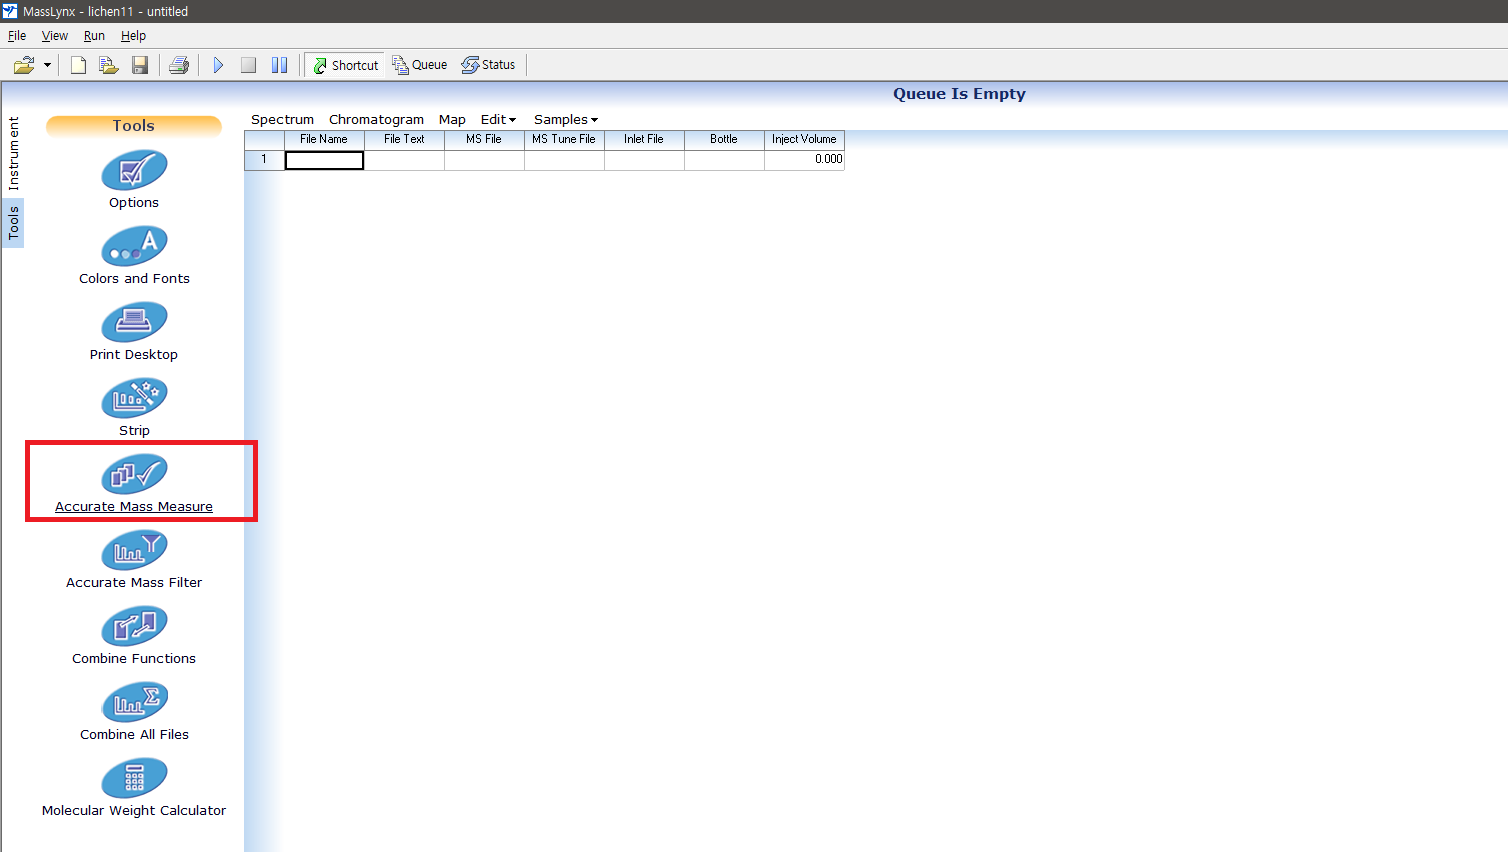 MassLynx - lichen11 - untitled
File View Run Help
Shortcut Queue Status
Queue Is Empty
Instrument
Tools
Tools
Options
Colors and Fonts
Print Desktop
Strip
Accurate Mass Measure
Accurate Mass Filter
Combine Functions
Combine All Files
Molecular Weight Calculator
Spectrum Chromatogram Map Edit Samples
File Name File Text MS File MS Tune File Inlet File Bottle Inject Volume
1 0.000